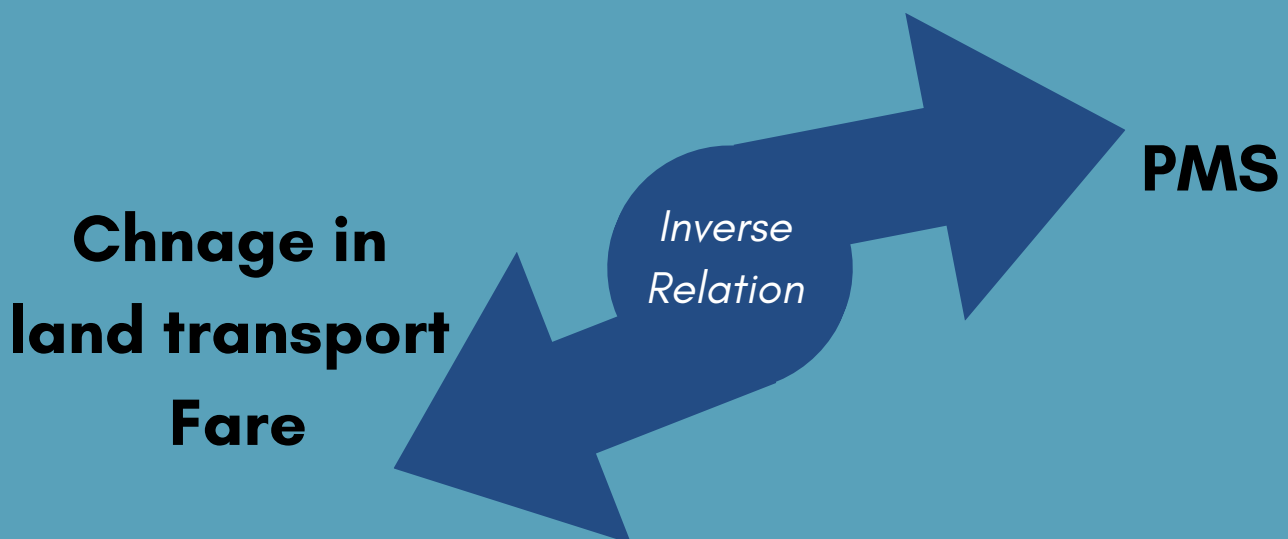 Chnage in
land transport
Fare
Inverse
Relation
PMS